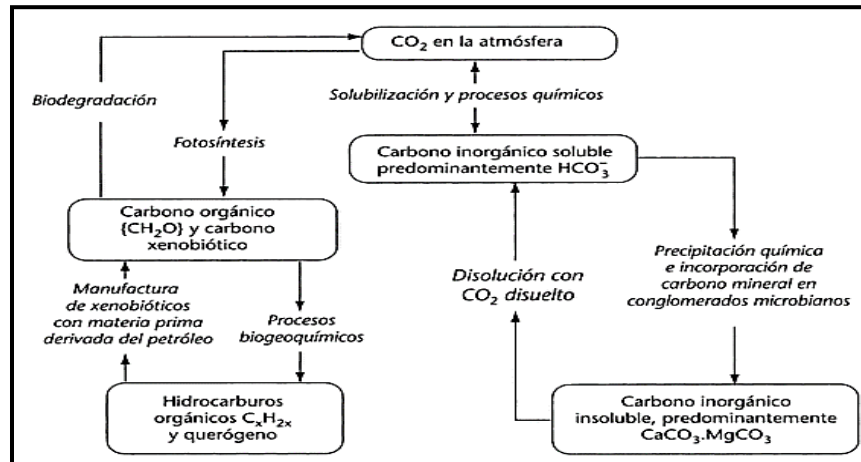 CO₂ en la atmósfera
Biodegradación
Solubilización y procesos químicos
Fotosíntesis
Carbono inorgánico soluble
predominantemente HCO₃⁻
Carbono orgánico
{CH₂O} y carbono
xenobiótico
Precipitación química
e incorporación de
carbono mineral en
conglomerados microbianos
Disolución con
CO₂ disuelto
Manufactura
de xenobióticos
con materia prima
derivada del petróleo
Procesos
biogeoquímicos
Hidrocarburos
orgánicos CₓH₂ₓ
y querógeno
Carbono inorgánico
insoluble, predominantemente
CaCO₃.MgCO₃